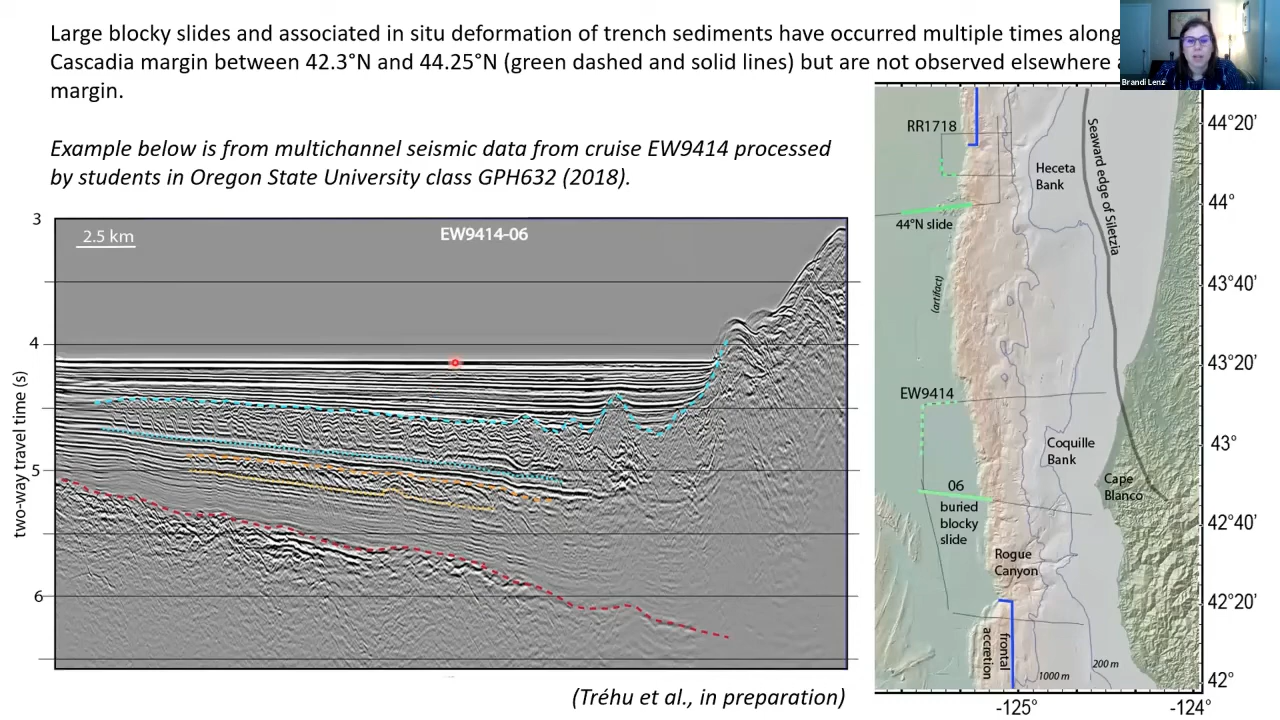 Large blocky slides and associated in situ deformation of trench sediments have occurred multiple times along
Cascadia margin between 42.3°N and 44.25°N (green dashed and solid lines) but are not observed elsewhere
margin.
Example below is from multichannel seismic data from cruise EW9414 processed
by students in Oregon State University class GPH632 (2018).
Brandi Lenz
3
2.5 km
EW9414-06
4
5
6
two-way travel time (s)
(Tréhu et al., in preparation)
RR1718
44°20'
Heceta
Bank
Seaward edge of Siletzia
44°
44°N slide
(artifact)
43°40'
43°20'
EW9414
Coquille
Bank
43°
06
buried
blocky
slide
Cape
Blanco
42°40'
Rogue
Canyon
42°20'
frontal
accretion
1000 m
200 m
42°
-125°
-124°